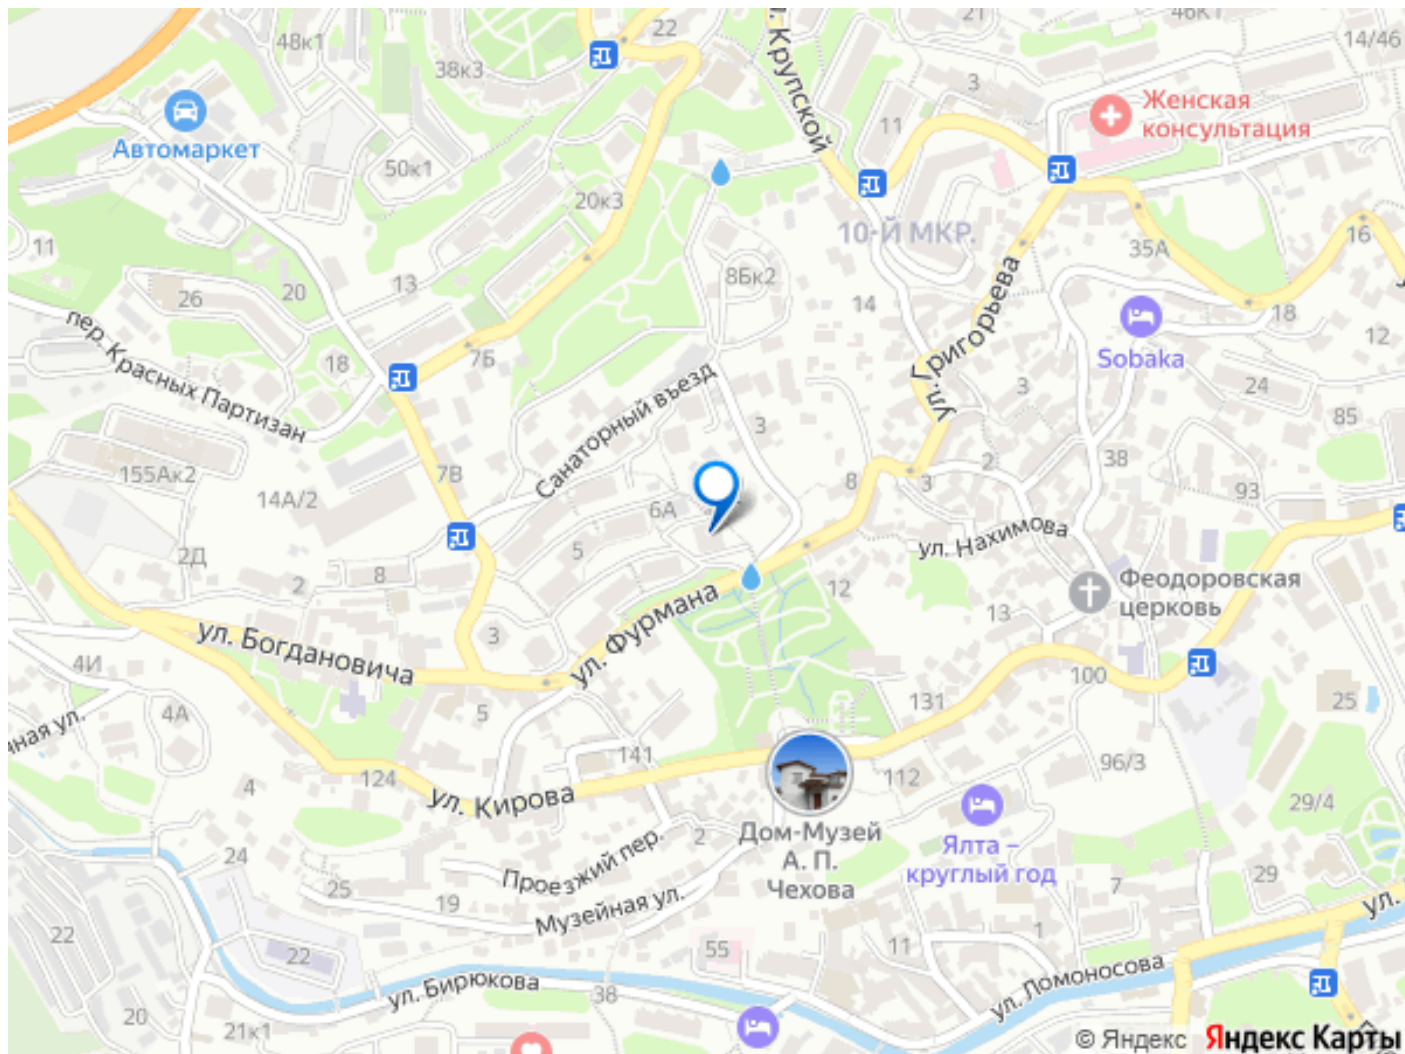 21
46К1
22
48к1
ул. Крупской
14/46
38к3
3
Женская
консультация
11
Автомаркет
50к1
20к3
10-Й МКР.
16
11
35А
8Бк2
13
20
26
14
18
12
ул. Григорьева
пер. Красных Партизан
7Б
18
Sobaka
3
24
Санаторный въезд
85
3
38
155Ак2
7В
2
8
3
93
14А/2
6А
ул. Нахимова
5
2Д
8
2
12
Феодоровская
церковь
ул. Фурмана
13
ул. Богдановича
3
4И
100
131
25
4А
5
141
96/3
112
124
4
ул. Кирова
29/4
Дом-Музей
А. П.
Чехова
2
Ялта –
круглый год
24
Проезжий пер.
25
7
29
19
Музейная ул.
ул.
22
1
11
55
22
ул. Ломоносова
ул. Бирюкова
38
20
21к1
© Яндекс Яндекс Карты